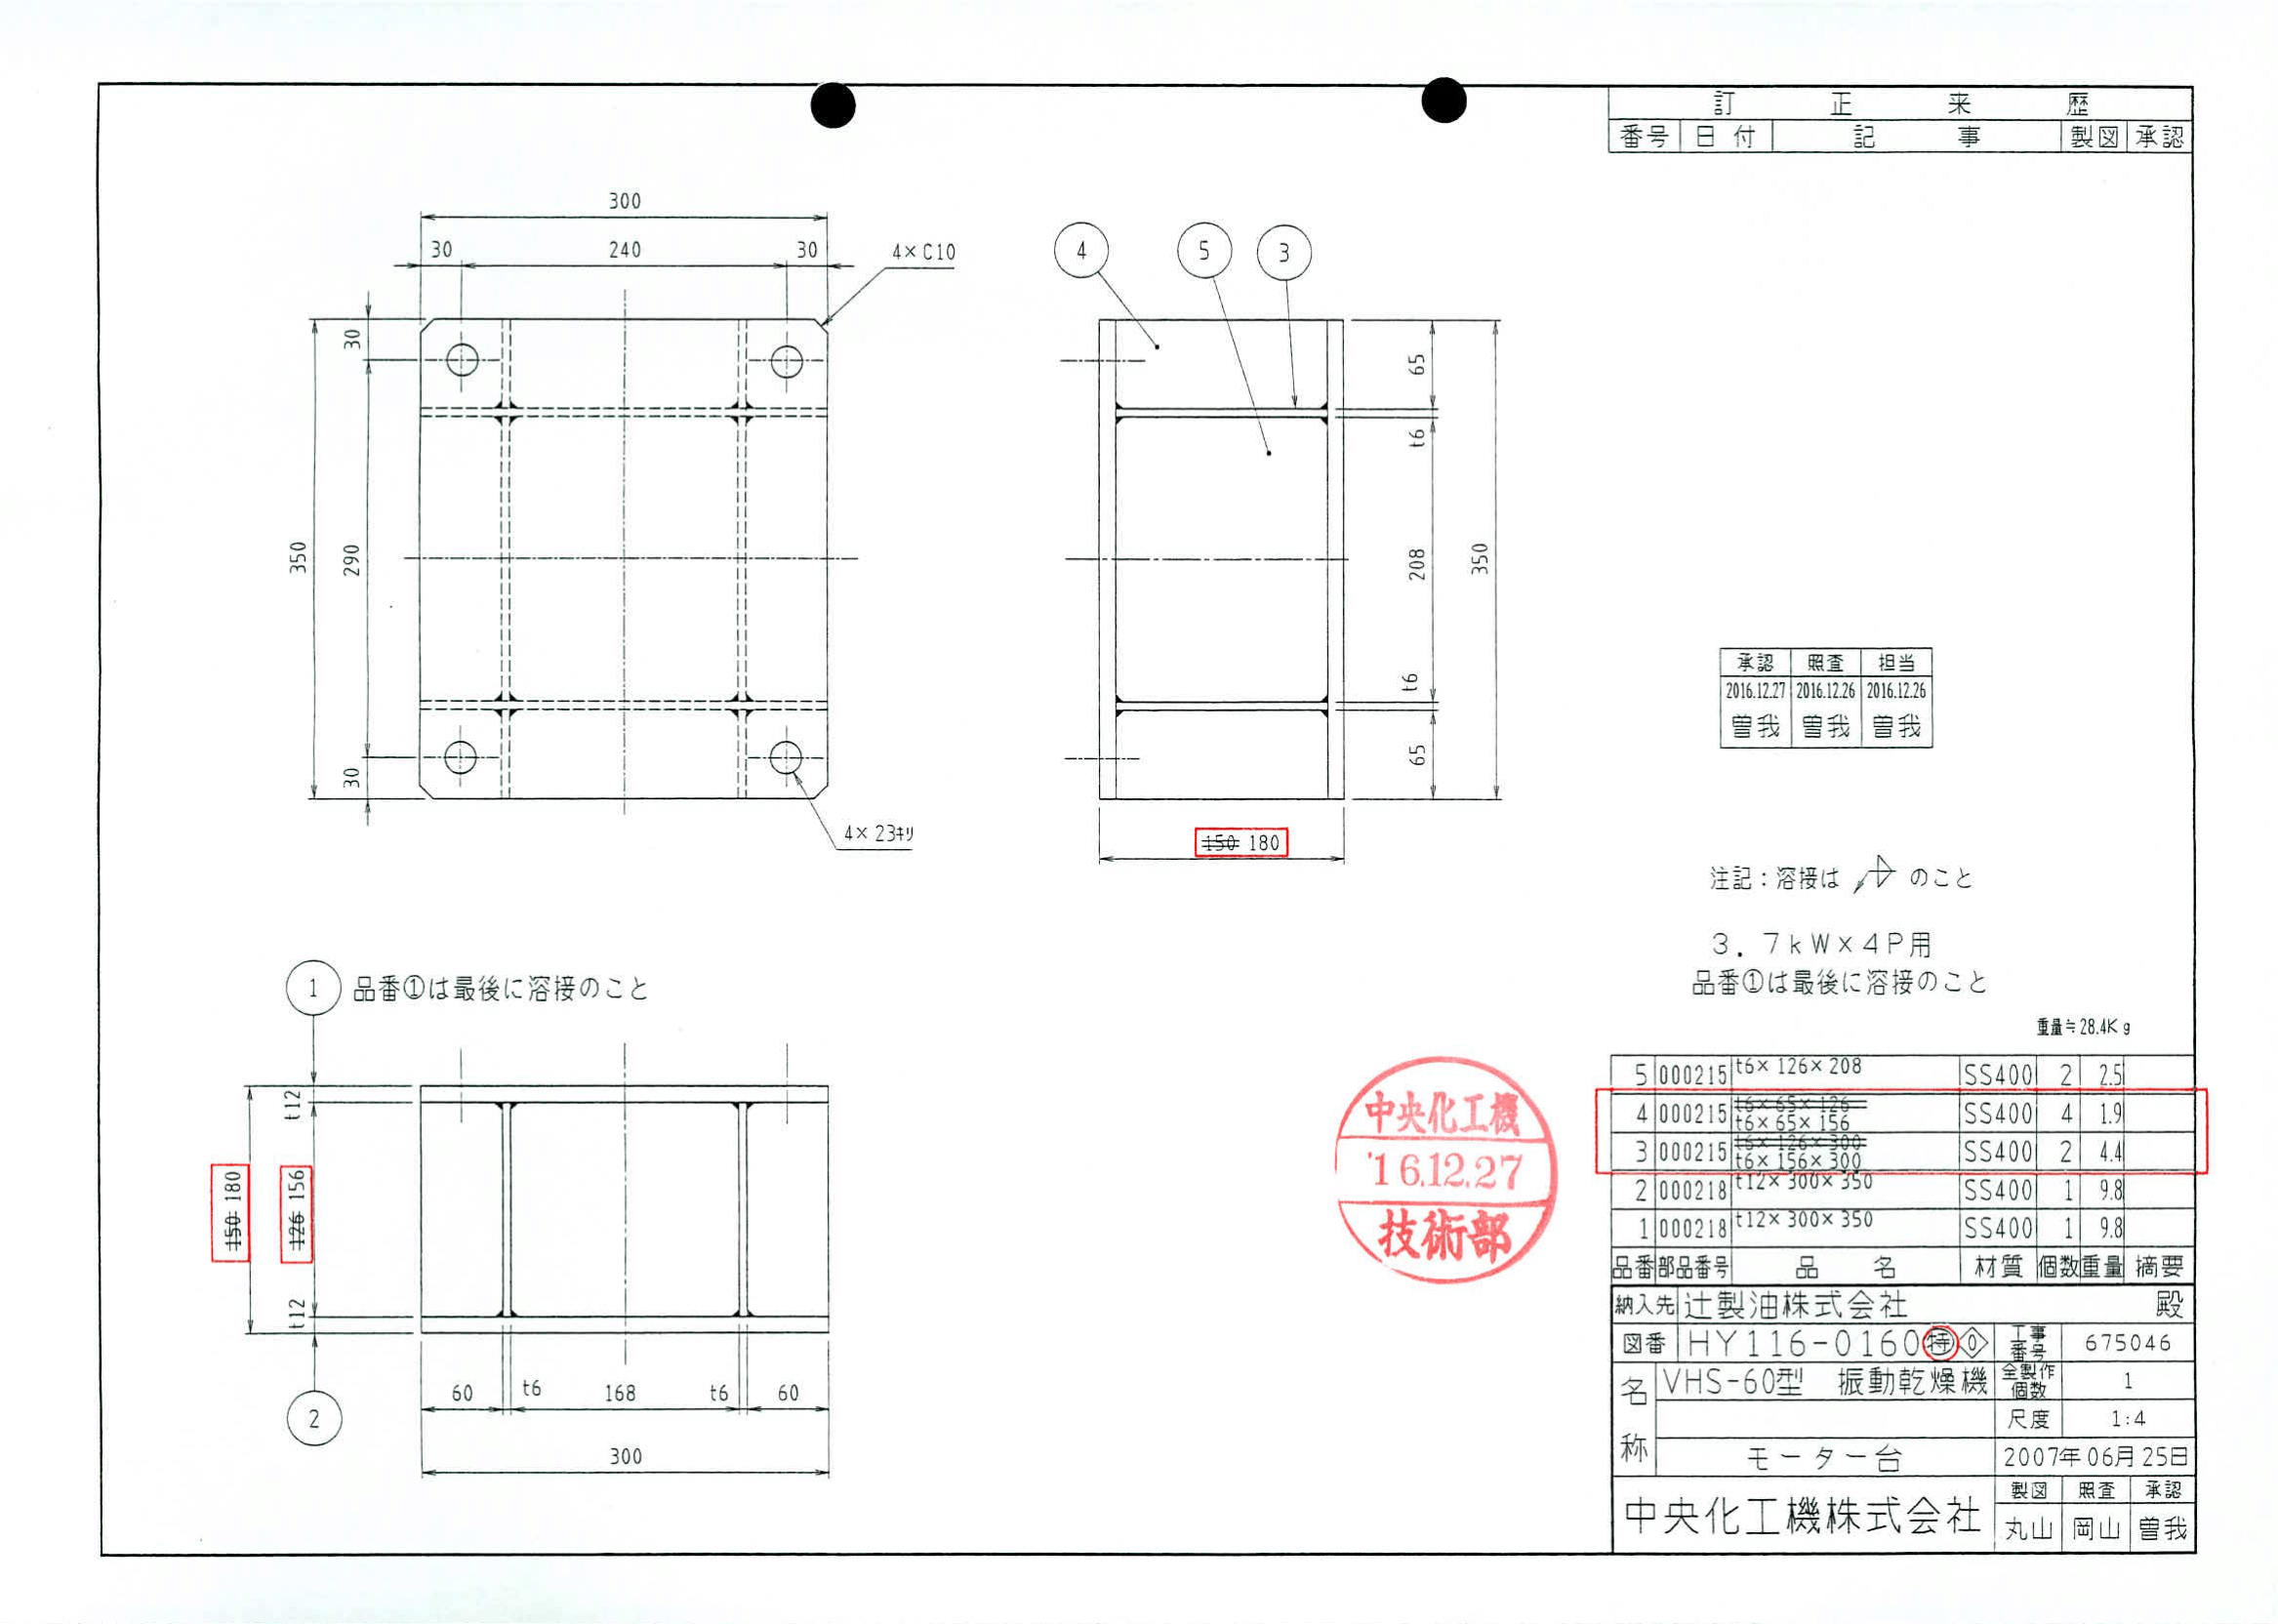 訂正来歴
番号 日付 記事 製図 承認
300
30 240 30
4×C10
30
350
290
30
4×23キリ
4
5
3
65
t6
208
350
t6
65
150 180
承認 照査 担当
2016.12.27 2016.12.26 2016.12.26
曽我 曽我 曽我
注記：溶接は のこと
3.7kW×4P用
品番①は最後に溶接のこと
重量≒28.4Kg
1 品番①は最後に溶接のこと
t12
150 180
126 156
t12
2
60 t6 168 t6 60
300
中央化工機
'16.12.27
技術部
5 000215 t6×126×208 SS400 2 2.5
4 000215 t6×65×126 t6×65×156 SS400 4 1.9
3 000215 t6×126×300 t6×156×300 SS400 2 4.4
2 000218 t12×300×350 SS400 1 9.8
1 000218 t12×300×350 SS400 1 9.8
品番 部品番号 品名 材質 個数 重量 摘要
納入先 辻製油株式会社 殿
図番 HY116-0160 特 0 工事番号 675046
名称 VHS-60型 振動乾燥機 全製作個数 1
尺度 1:4
モーター台 2007年06月25日
中央化工機株式会社 製図 照査 承認
丸山 岡山 曽我